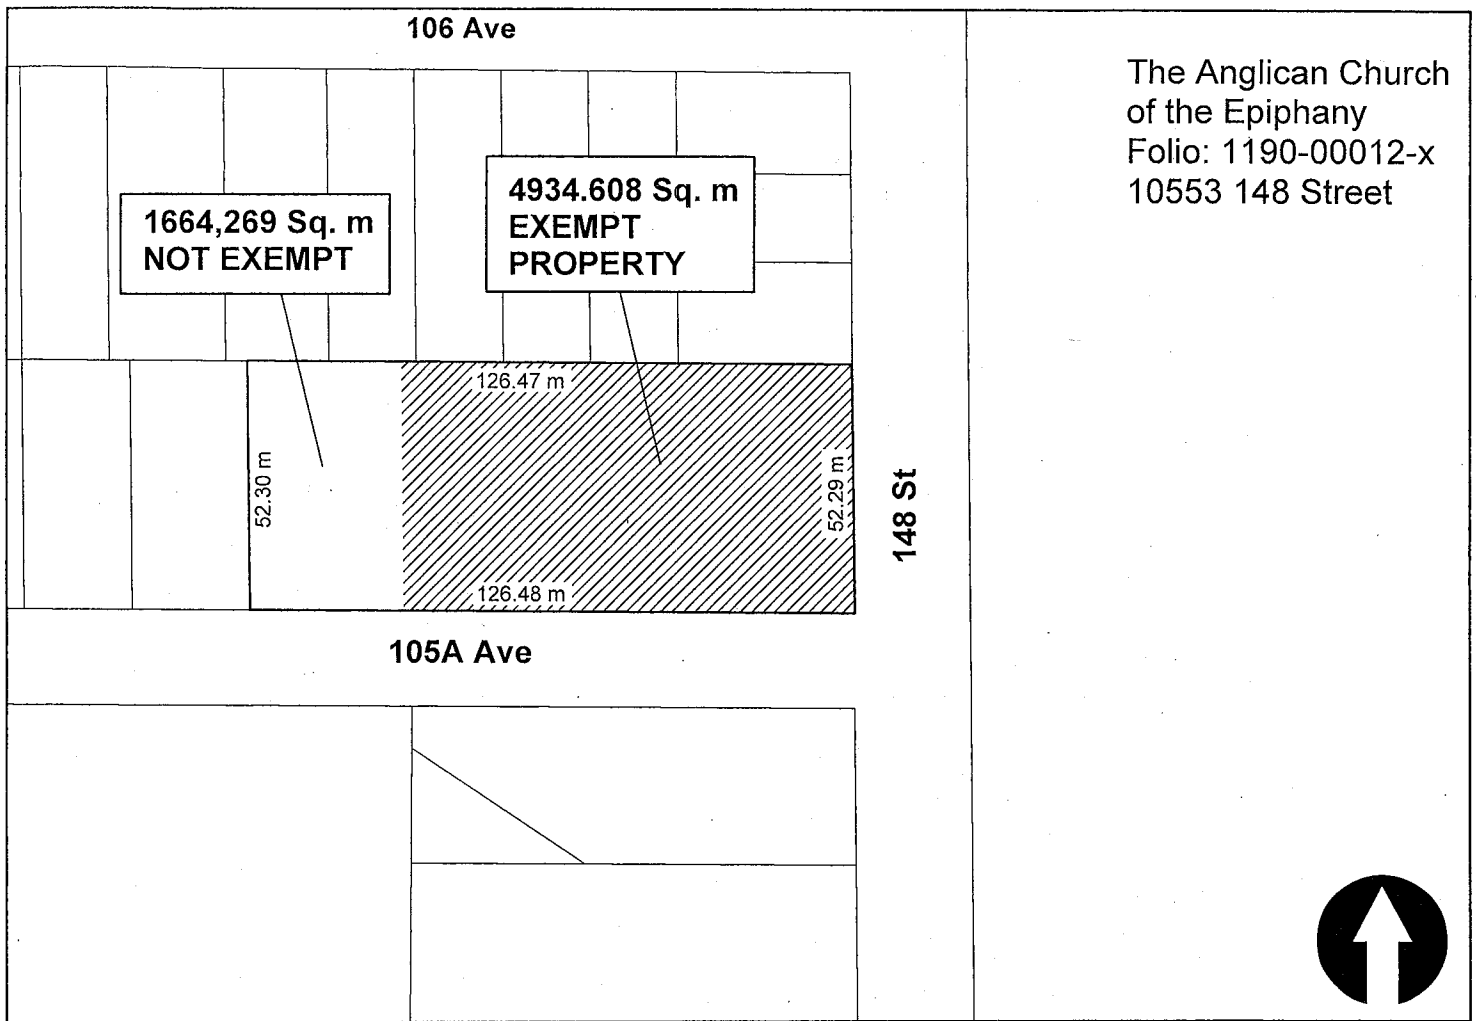 106 Ave
The Anglican Church
of the Epiphany
Folio: 1190-00012-x
10553 148 Street
1664,269 Sq. m
NOT EXEMPT
4934.608 Sq. m
EXEMPT
PROPERTY
126.47 m
52.30 m
52.29 m
148 St
126.48 m
105A Ave